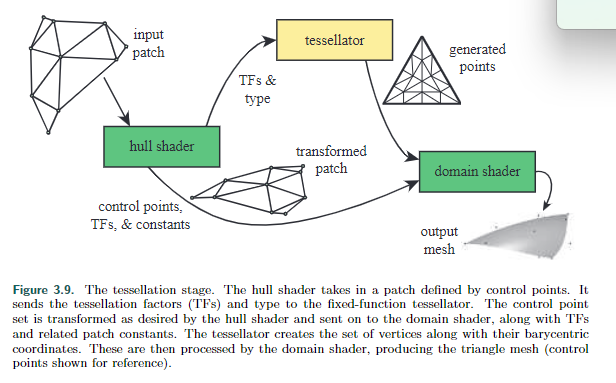 input
patch
tessellator
generated
points
TFs &
type
hull shader
transformed
patch
domain shader
control points,
TFs, & constants
output
mesh
Figure 3.9. The tessellation stage. The hull shader takes in a patch defined by control points. It
sends the tessellation factors (TFs) and type to the fixed-function tessellator. The control point
set is transformed as desired by the hull shader and sent on to the domain shader, along with TFs
and related patch constants. The tessellator creates the set of vertices along with their barycentric
coordinates. These are then processed by the domain shader, producing the triangle mesh (control
points shown for reference).